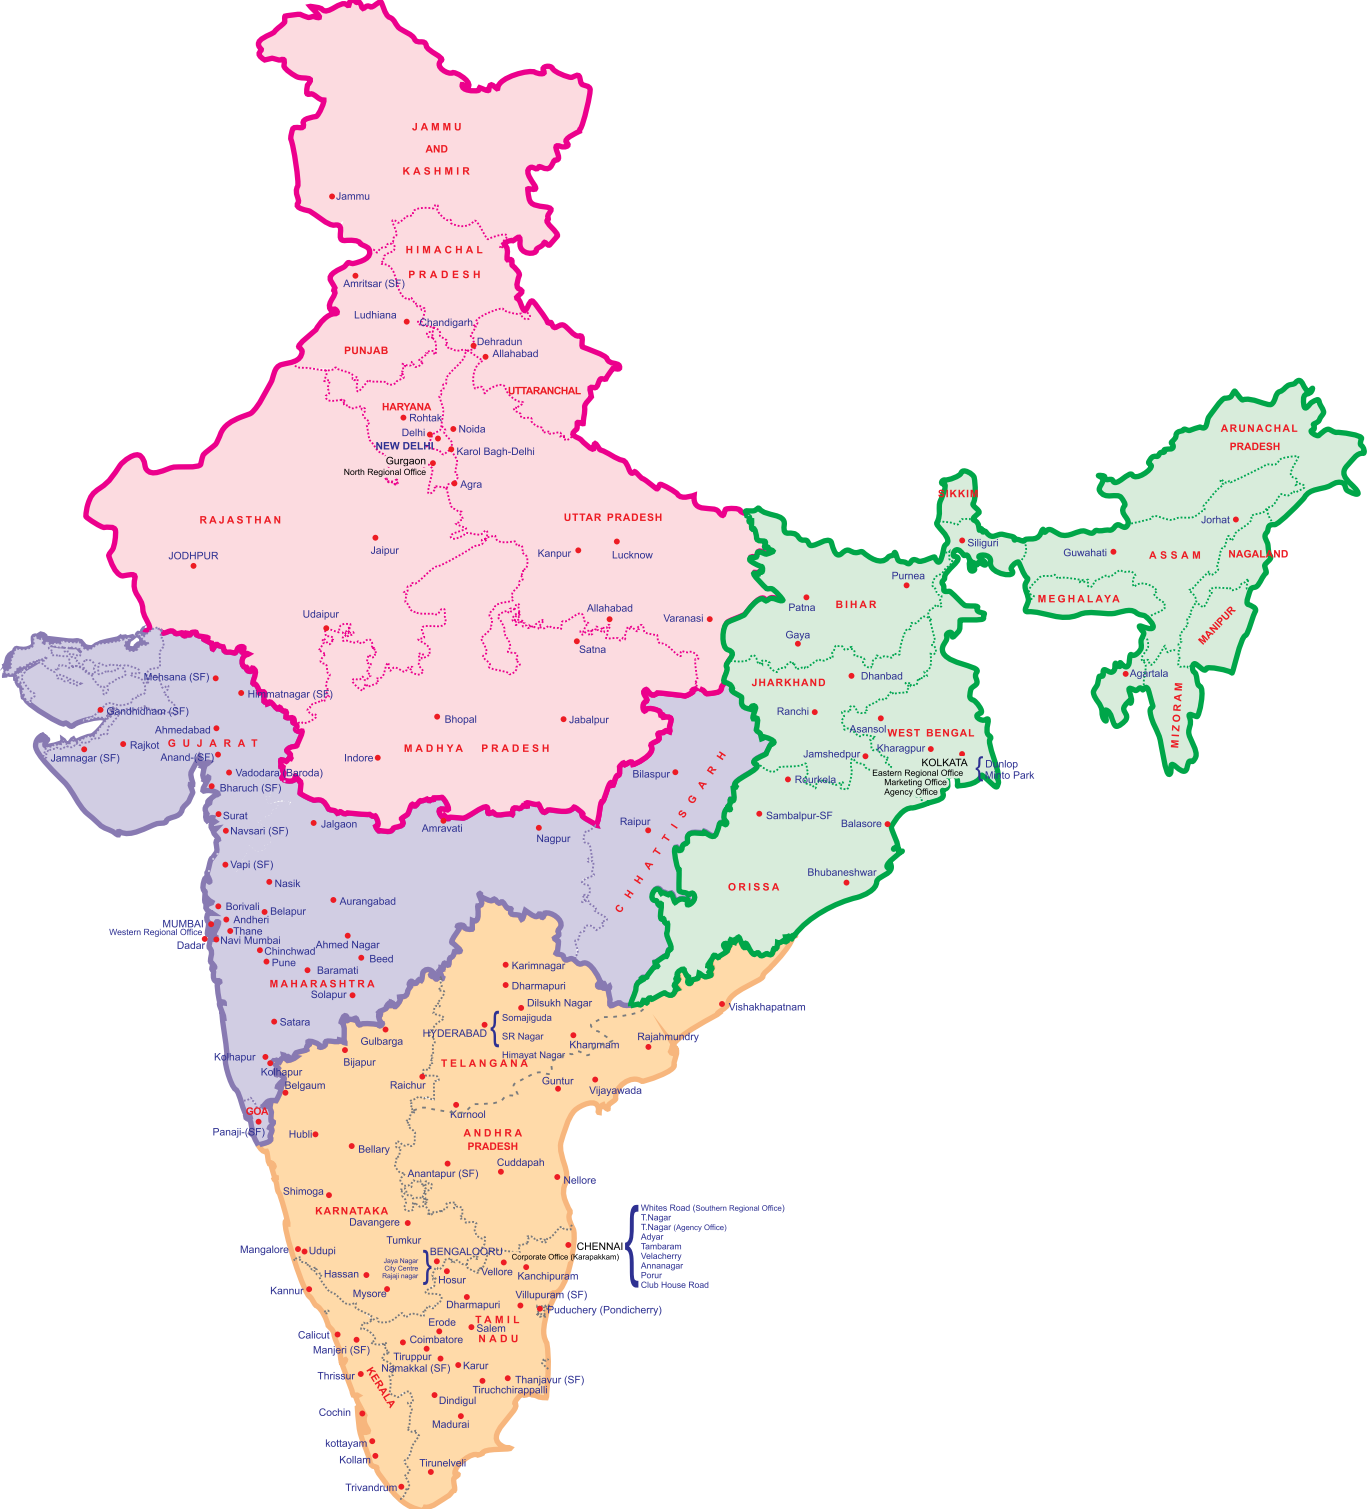 JAMMU
AND
KASHMIR
Jammu
HIMACHAL
PRADESH
Amritsar (SF)
Ludhiana
Chandigarh
PUNJAB
Dehradun
Allahabad
UTTARANCHAL
HARYANA
Rohtak
Delhi
Noida
NEW DELHI
Karol Bagh-Delhi
Gurgaon
North Regional Office
Agra
RAJASTHAN
UTTAR PRADESH
JODHPUR
Jaipur
Kanpur
Lucknow
Udaipur
Allahabad
Varanasi
Satna
Bhopal
Jabalpur
Indore
MADHYA PRADESH
ARUNACHAL
PRADESH
SIKKIM
Jorhat
Siliguri
Guwahati
ASSAM
NAGALAND
Purnea
MEGHALAYA
Patna
BIHAR
MANIPUR
Gaya
Agartala
JHARKHAND
Dhanbad
MIZORAM
Ranchi
Asansol
WEST BENGAL
Jamshedpur
Kharagpur
KOLKATA
Dunlop
Eastern Regional Office
Minto Park
Marketing Office
Agency Office
Rourkela
Sambalpur-SF
Balasore
Bhubaneshwar
ORISSA
Mehsana (SF)
Himmatnagar (SF)
Gandhidham (SF)
Ahmedabad
GUJARAT
Rajkot
Jamnagar (SF)
Anand-(SF)
Vadodara(Baroda)
Bharuch (SF)
Bilaspur
CHHATTISGARH
Surat
Jalgaon
Amravati
Raipur
Navsari (SF)
Nagpur
Vapi (SF)
Nasik
Aurangabad
Borivali
Belapur
MUMBAI
Andheri
Western Regional Office
Thane
Dadar
Navi Mumbai
Ahmed Nagar
Chinchwad
Pune
Beed
Baramati
MAHARASHTRA
Solapur
Satara
Kolhapur
Kolhapur
GOA
Panaji-(SF)
Karimnagar
Dharmapuri
Dilsukh Nagar
Vishakhapatnam
Somajiguda
HYDERABAD
SR Nagar
Himayat Nagar
Khammam
Rajahmundry
Gulbarga
Bijapur
TELANGANA
Belgaum
Raichur
Guntur
Vijayawada
Kurnool
Hubli
ANDHRA
PRADESH
Bellary
Cuddapah
Anantapur (SF)
Nellore
Shimoga
KARNATAKA
Davangere
Tumkur
Mangalore
Udupi
BENGALOORU
Jaya Nagar
City Centre
Rajaji nagar
CHENNAI
Corporate Office (Karapakkam)
Whites Road (Southern Regional Office)
T.Nagar
T.Nagar (Agency Office)
Adyar
Tambaram
Velacherry
Annanagar
Porur
Club House Road
Hassan
Hosur
Vellore
Kanchipuram
Kannur
Mysore
Villupuram (SF)
Dharmapuri
Puduchery (Pondicherry)
TAMIL
NADU
Erode
Salem
Calicut
Coimbatore
Manjeri (SF)
Tiruppur
Namakkal (SF)
Karur
Thrissur
KERALA
Thanjavur (SF)
Tiruchchirappalli
Dindigul
Cochin
Madurai
kottayam
Kollam
Tirunelveli
Trivandrum